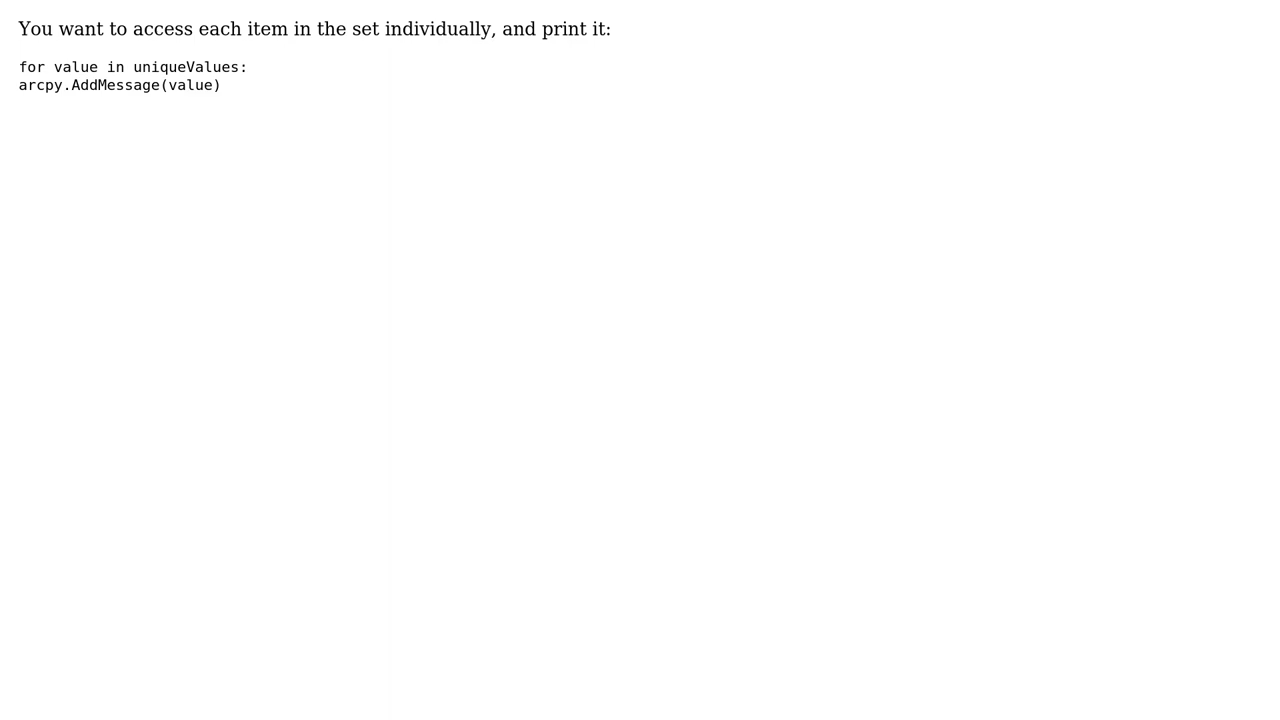 You want to access each item in the set individually, and print it:
for value in uniqueValues:
arcpy.AddMessage(value)